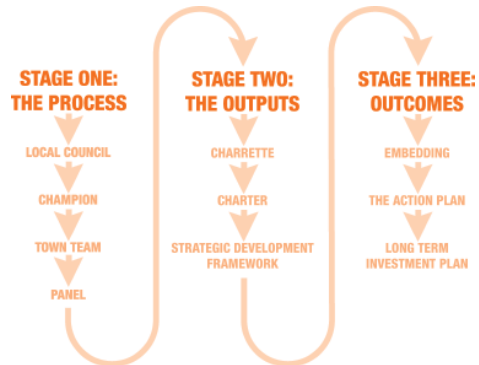 STAGE ONE:
THE PROCESS
LOCAL COUNCIL
CHAMPION
TOWN TEAM
PANEL
STAGE TWO:
THE OUTPUTS
CHARRETTE
CHARTER
STRATEGIC DEVELOPMENT
FRAMEWORK
STAGE THREE:
OUTCOMES
EMBEDDING
THE ACTION PLAN
LONG TERM
INVESTMENT PLAN